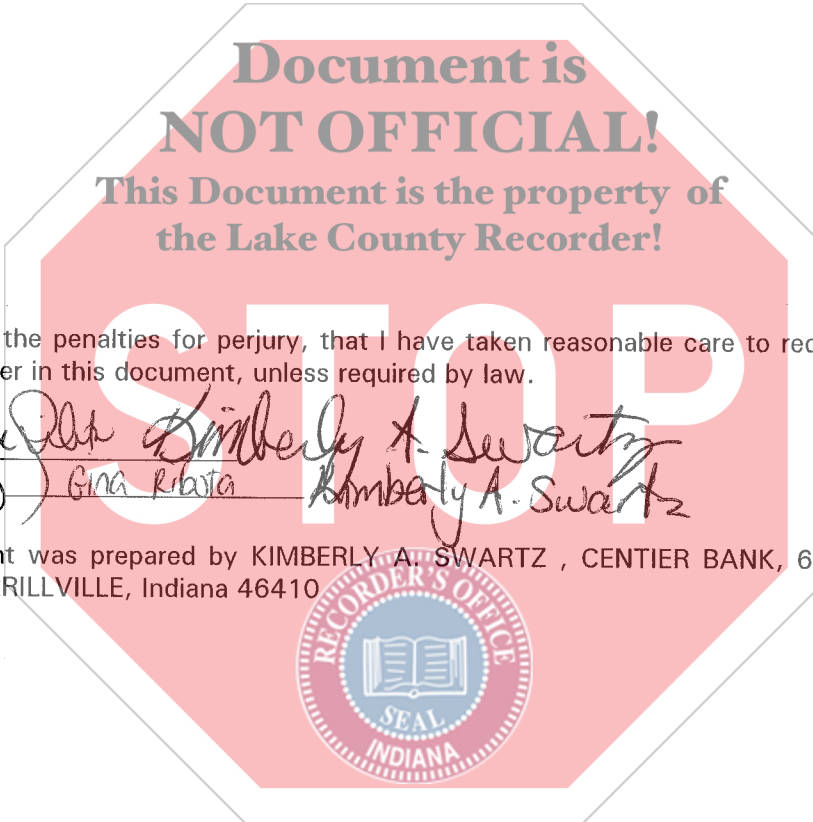 Document is
NOT OFFICIAL!
This Document is the property of
the Lake County Recorder!
STOP
the penalties for perjury, that I have taken reasonable care to red
er in this document, unless required by law.
Kimberly A. Swartz
Gina Ribota Kimberly A. Swartz
nt was prepared by KIMBERLY A. SWARTZ , CENTIER BANK, 6
RILLVILLE, Indiana 46410
RECORDER'S OFFICE
SEAL
INDIANA